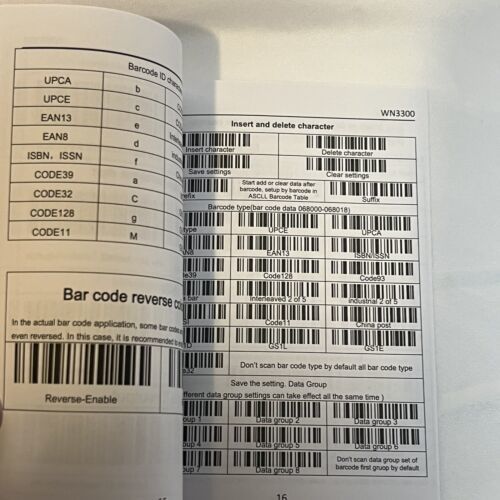 Barcode ID
UPCA b
UPCE c
EAN13 e
EAN8 d
ISBN, ISSN f
CODE39 a
CODE32 C
CODE128 g
CODE11 M
Bar code reverse
In the actual bar code application, some bar
even reversed. In this case, it is recommended
Reverse-Enable
WN3300
Insert and delete character
Insert character Delete character
Save settings Clear settings
Start add or clear data after
barcode, setup by barcode in
ASCLL Barcode Table
Suffix
Barcode type(bar code data 068000-068018)
UPCE UPCA
EAN13 ISBN/ISSN
Code128 Code93
bar Interleaved 2 of 5 industrial 2 of 5
Code11 China post
GS1L GS1E
Don't scan bar code type by default all bar code type
Save the setting. Data Group
data group settings can take effect all the same time )
Data group 2 Data group 3
Data group 5 Data group 6
Data group 8
Don't scan data group set of
barcode first gruop by default
16